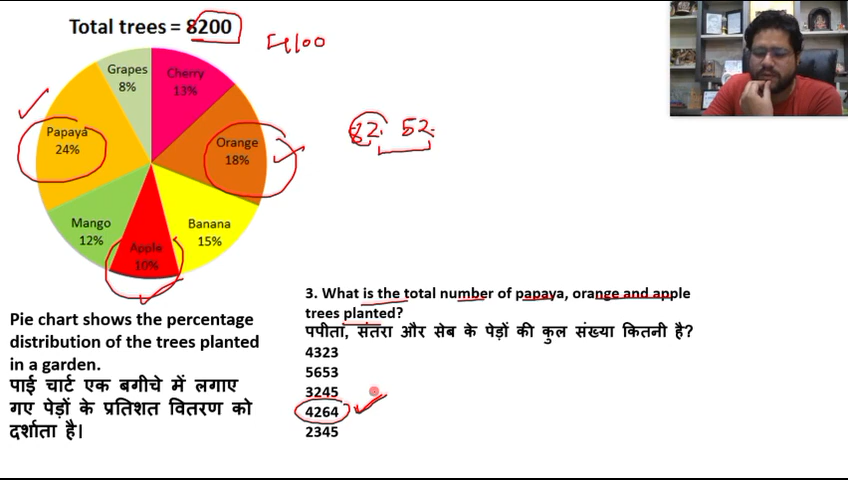 Total trees = 8200
4100
Grapes
8%
Cherry
13%
Papaya
24%
Orange
18%
82. 52.
Mango
12%
Banana
15%
Apple
10%
3. What is the total number of papaya, orange and apple
trees planted?
पपीता, संतरा और सेब के पेड़ों की कुल संख्या कितनी है?
4323
5653
3245
4264
2345
Pie chart shows the percentage
distribution of the trees planted
in a garden.
पाई चार्ट एक बगीचे में लगाए
गए पेड़ों के प्रतिशत वितरण को
दर्शाता है।